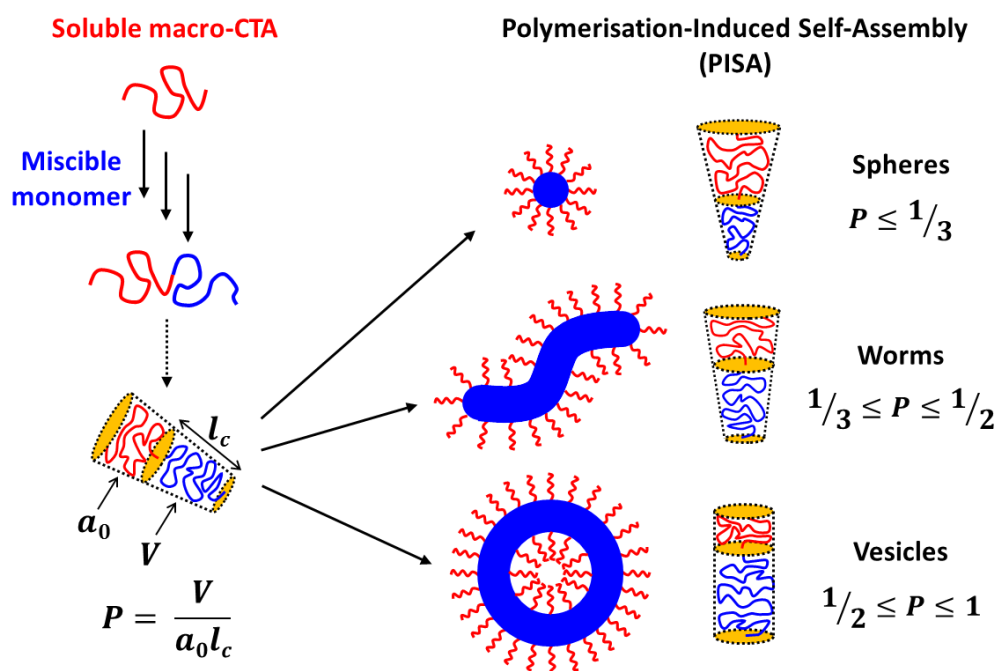 Soluble macro-CTA
Miscible
monomer
l_c
a_0
V
P = V / a_0 l_c
Polymerisation-Induced Self-Assembly
(PISA)
Spheres
P ≤ 1/3
Worms
1/3 ≤ P ≤ 1/2
Vesicles
1/2 ≤ P ≤ 1